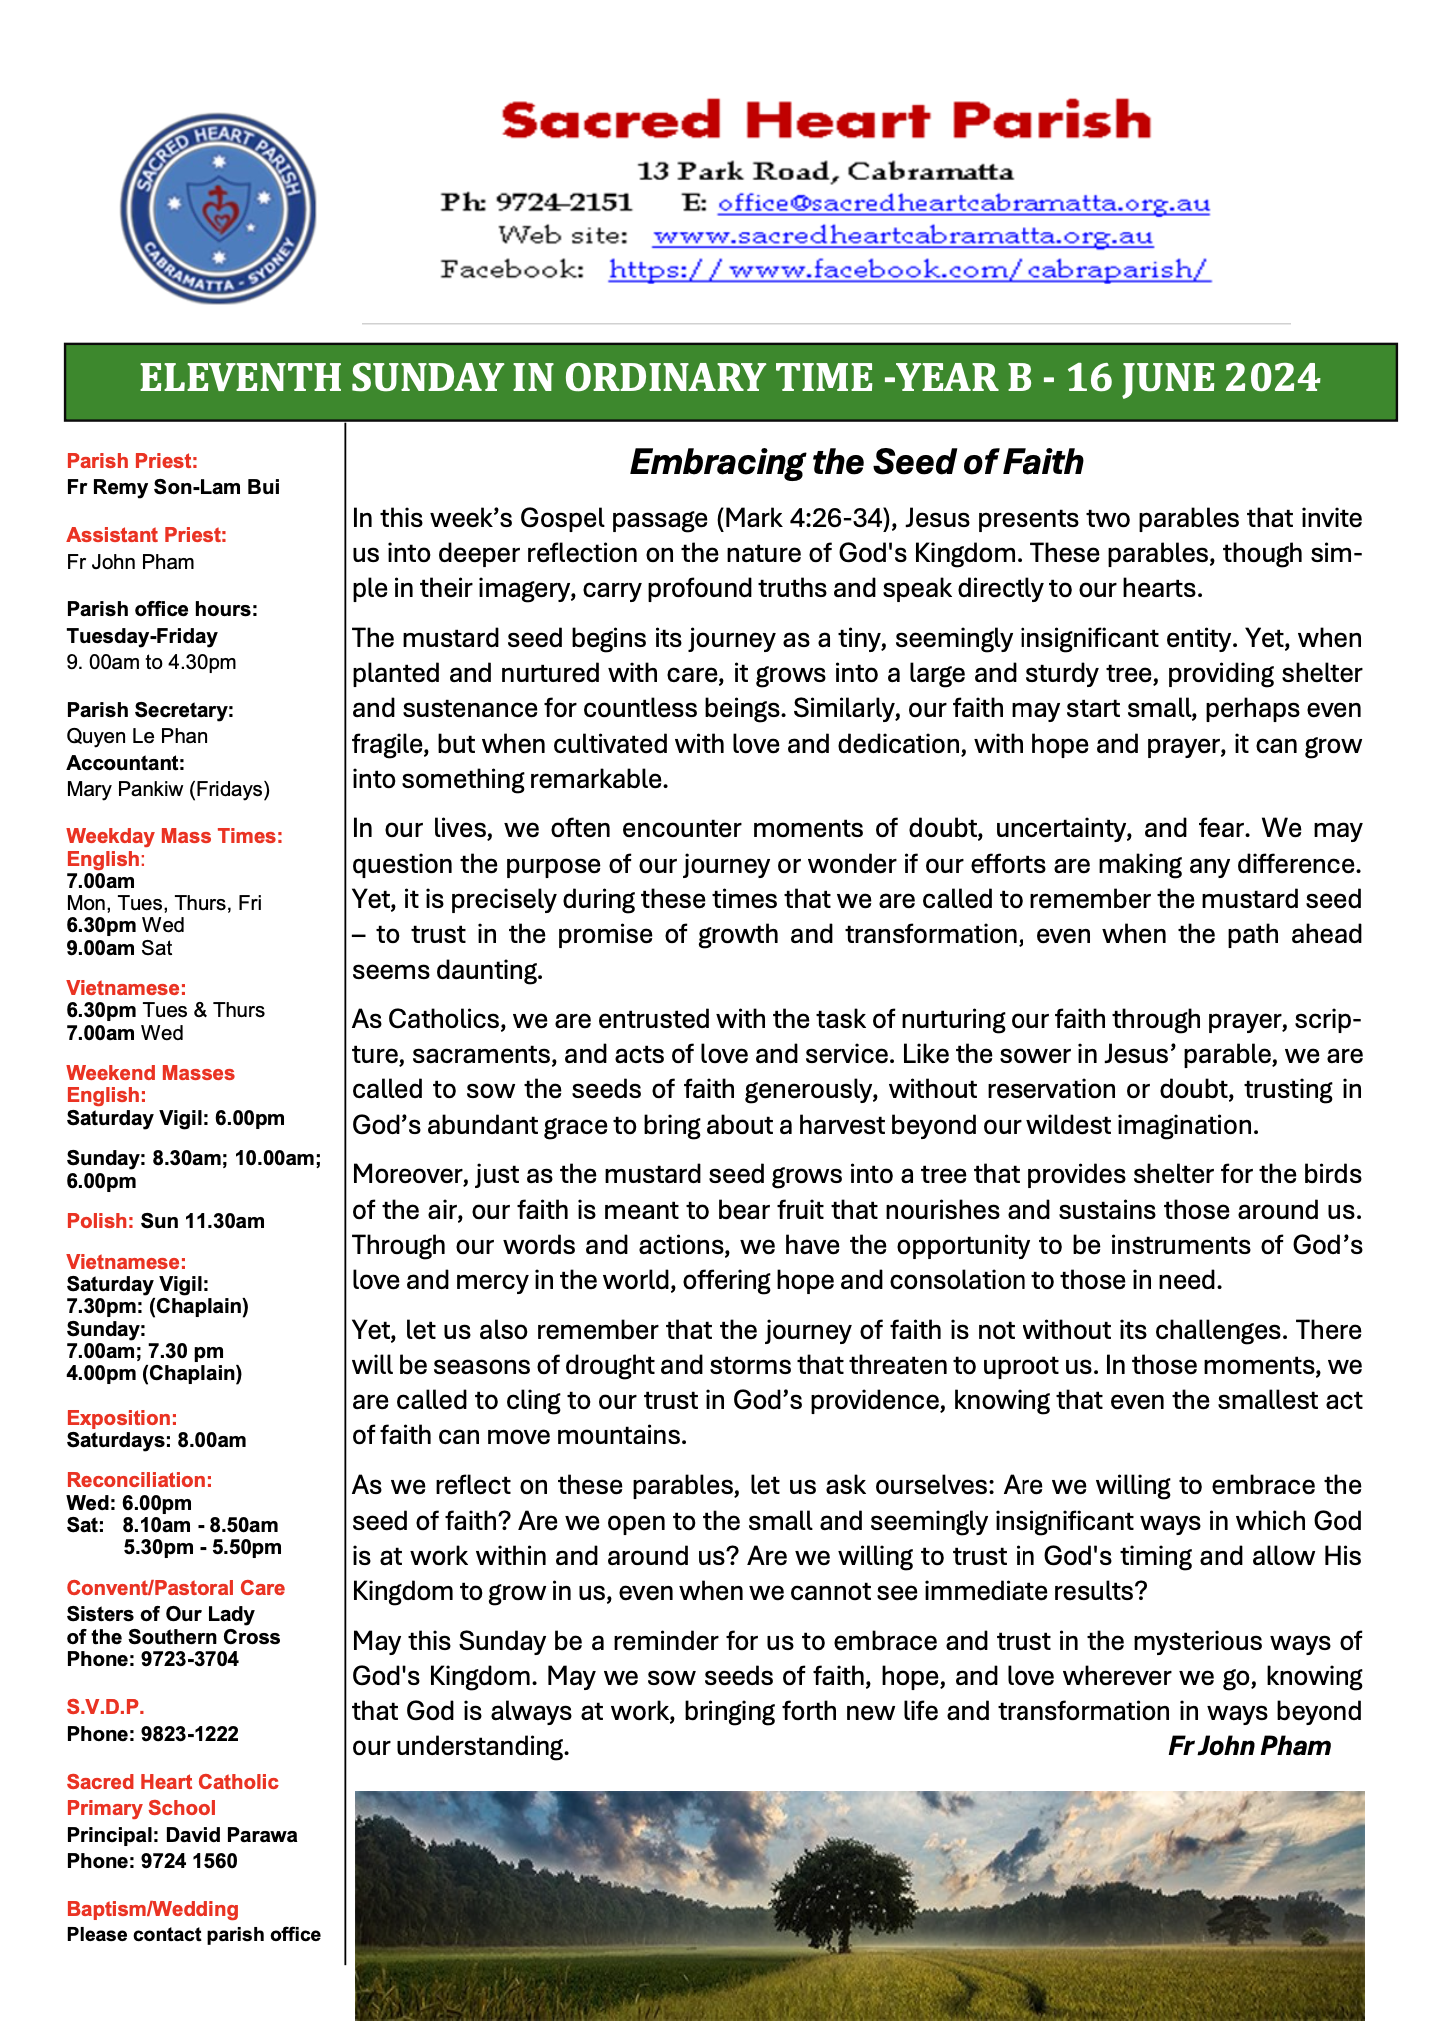 SACRED HEART PARISH
CABRAMATTA - SYDNEY
Sacred Heart Parish
13 Park Road, Cabramatta
Ph: 9724-2151 E: office@sacredheartcabramatta.org.au
Web site: www.sacredheartcabramatta.org.au
Facebook: https://www.facebook.com/cabraparish/
ELEVENTH SUNDAY IN ORDINARY TIME -YEAR B - 16 JUNE 2024
Parish Priest:
Fr Remy Son-Lam Bui
Assistant Priest:
Fr John Pham
Parish office hours:
Tuesday-Friday
9. 00am to 4.30pm
Parish Secretary:
Quyen Le Phan
Accountant:
Mary Pankiw (Fridays)
Weekday Mass Times:
English:
7.00am
Mon, Tues, Thurs, Fri
6.30pm Wed
9.00am Sat
Vietnamese:
6.30pm Tues & Thurs
7.00am Wed
Weekend Masses
English:
Saturday Vigil: 6.00pm
Sunday: 8.30am; 10.00am;
6.00pm
Polish: Sun 11.30am
Vietnamese:
Saturday Vigil:
7.30pm: (Chaplain)
Sunday:
7.00am; 7.30 pm
4.00pm (Chaplain)
Exposition:
Saturdays: 8.00am
Reconciliation:
Wed: 6.00pm
Sat: 8.10am - 8.50am
5.30pm - 5.50pm
Convent/Pastoral Care
Sisters of Our Lady
of the Southern Cross
Phone: 9723-3704
S.V.D.P.
Phone: 9823-1222
Sacred Heart Catholic
Primary School
Principal: David Parawa
Phone: 9724 1560
Baptism/Wedding
Please contact parish office
Embracing the Seed of Faith
In this week’s Gospel passage (Mark 4:26-34), Jesus presents two parables that invite
us into deeper reflection on the nature of God's Kingdom. These parables, though sim-
ple in their imagery, carry profound truths and speak directly to our hearts.
The mustard seed begins its journey as a tiny, seemingly insignificant entity. Yet, when
planted and nurtured with care, it grows into a large and sturdy tree, providing shelter
and sustenance for countless beings. Similarly, our faith may start small, perhaps even
fragile, but when cultivated with love and dedication, with hope and prayer, it can grow
into something remarkable.
In our lives, we often encounter moments of doubt, uncertainty, and fear. We may
question the purpose of our journey or wonder if our efforts are making any difference.
Yet, it is precisely during these times that we are called to remember the mustard seed
– to trust in the promise of growth and transformation, even when the path ahead
seems daunting.
As Catholics, we are entrusted with the task of nurturing our faith through prayer, scrip-
ture, sacraments, and acts of love and service. Like the sower in Jesus’ parable, we are
called to sow the seeds of faith generously, without reservation or doubt, trusting in
God’s abundant grace to bring about a harvest beyond our wildest imagination.
Moreover, just as the mustard seed grows into a tree that provides shelter for the birds
of the air, our faith is meant to bear fruit that nourishes and sustains those around us.
Through our words and actions, we have the opportunity to be instruments of God’s
love and mercy in the world, offering hope and consolation to those in need.
Yet, let us also remember that the journey of faith is not without its challenges. There
will be seasons of drought and storms that threaten to uproot us. In those moments, we
are called to cling to our trust in God’s providence, knowing that even the smallest act
of faith can move mountains.
As we reflect on these parables, let us ask ourselves: Are we willing to embrace the
seed of faith? Are we open to the small and seemingly insignificant ways in which God
is at work within and around us? Are we willing to trust in God's timing and allow His
Kingdom to grow in us, even when we cannot see immediate results?
May this Sunday be a reminder for us to embrace and trust in the mysterious ways of
God's Kingdom. May we sow seeds of faith, hope, and love wherever we go, knowing
that God is always at work, bringing forth new life and transformation in ways beyond
our understanding. Fr John Pham